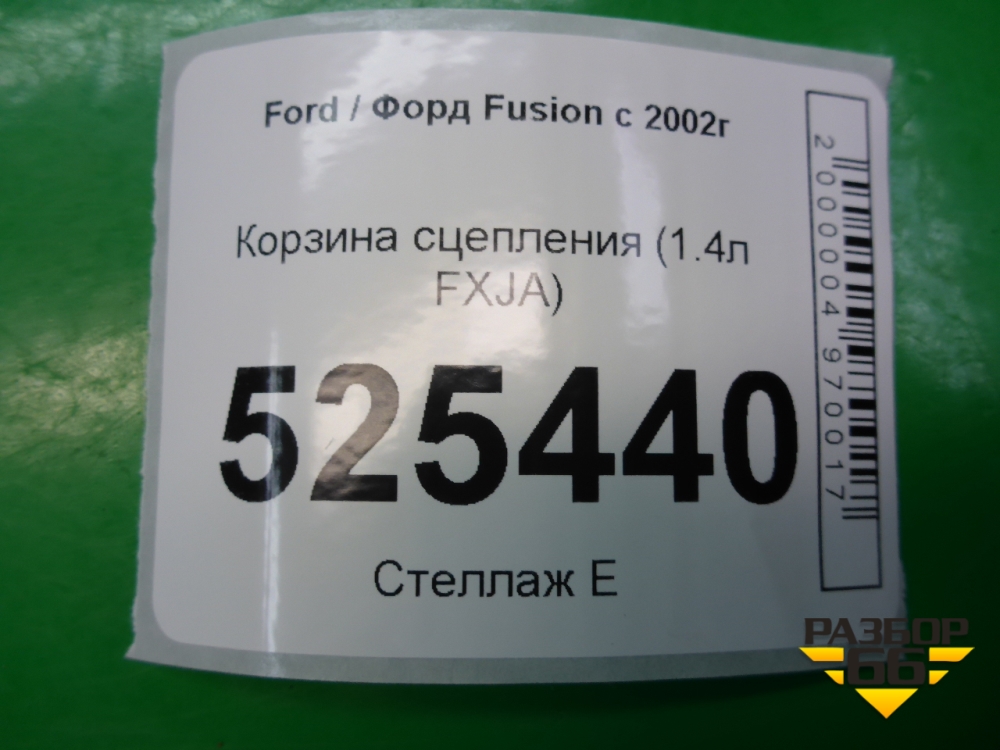 Ford / Форд Fusion с 2002г
Корзина сцепления (1.4л
FXJA)
525440
Стеллаж Е
2000004970017
РАЗБОР
66